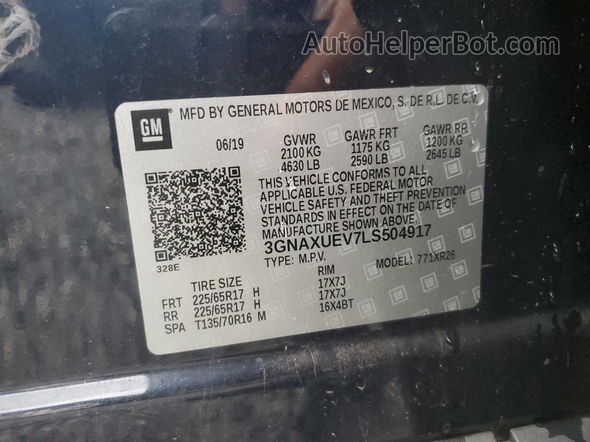 AutoHelperBot.com
GM
MFD BY GENERAL MOTORS DE MEXICO, S. DE R.L. DE C.V.
06/19 GVWR GAWR FRT GAWR RR
2100 KG 1175 KG 1200 KG
4630 LB 2590 LB 2645 LB
THIS VEHICLE CONFORMS TO ALL
APPLICABLE U.S. FEDERAL MOTOR
VEHICLE SAFETY AND THEFT PREVENTION
STANDARDS IN EFFECT ON THE DATE OF
MANUFACTURE SHOWN ABOVE.
3GNAXUEV7LS504917
TYPE: M.P.V. MODEL: 771XR26
328E
TIRE SIZE RIM
FRT 225/65R17 H 17X7J
RR 225/65R17 H 17X7J
SPA T135/70R16 M 16X4BT